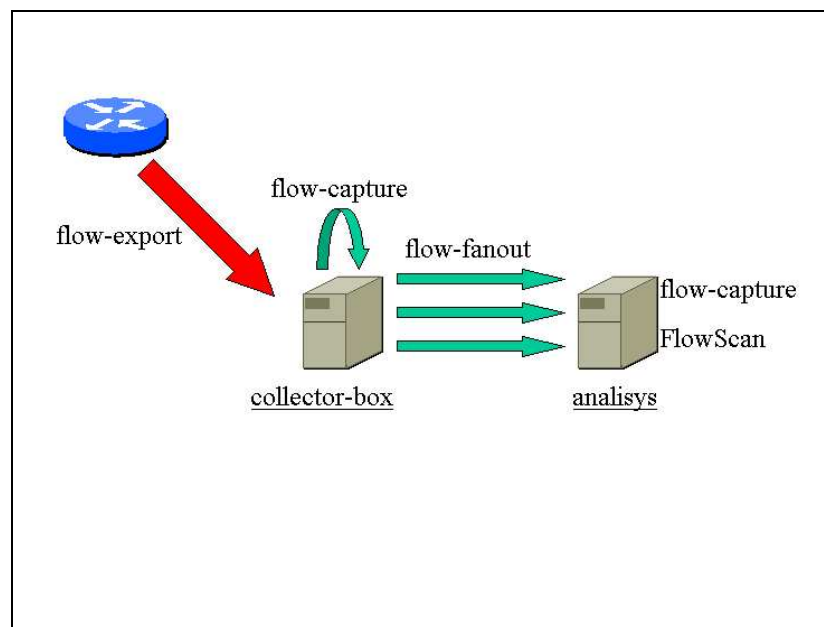 flow-capture
flow-export
flow-fanout
flow-capture
FlowScan
collector-box
analisys